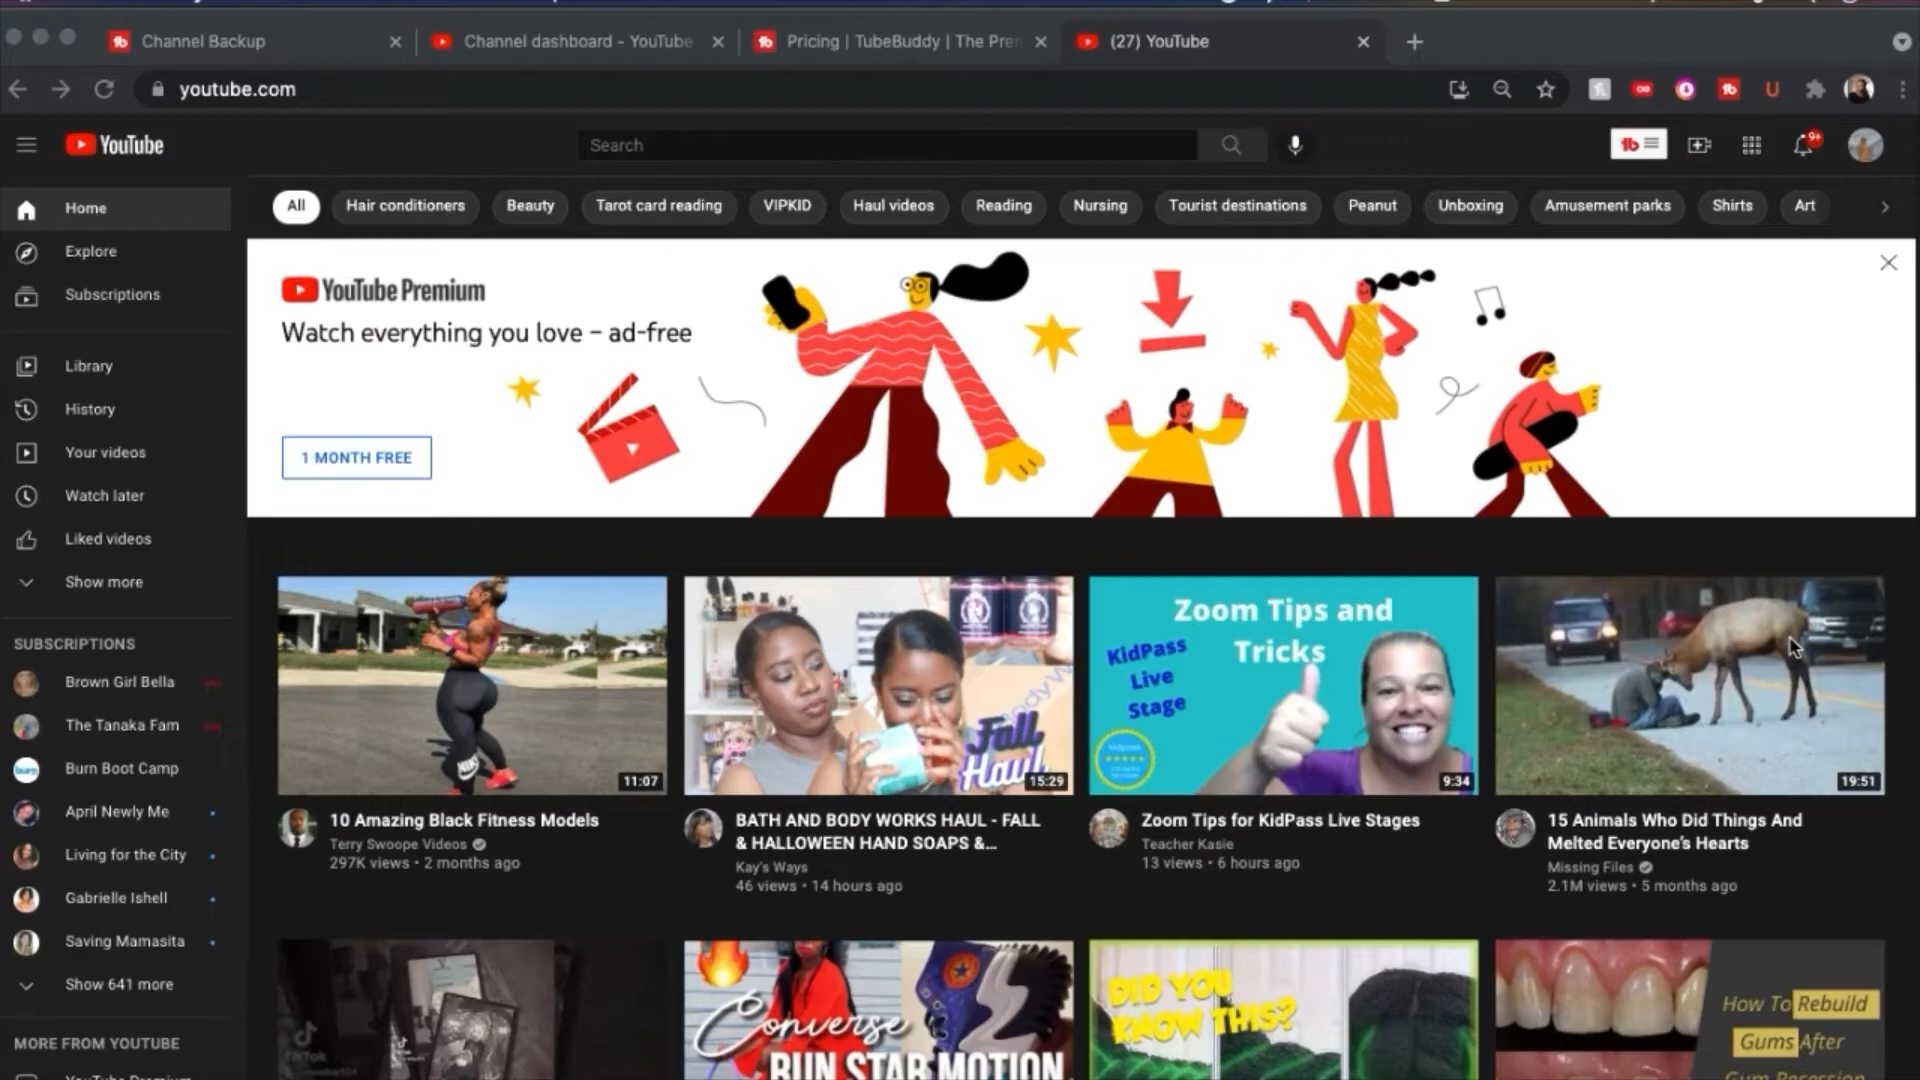 Channel Backup
Channel dashboard - YouTube
Pricing | TubeBuddy | The Prem
(27) YouTube
youtube.com
YouTube
Search
9+
Home
Explore
Subscriptions
Library
History
Your videos
Watch later
Liked videos
Show more
SUBSCRIPTIONS
Brown Girl Bella
The Tanaka Fam
Burn Boot Camp
April Newly Me
Living for the City
Gabrielle Ishell
Saving Mamasita
Show 641 more
MORE FROM YOUTUBE
YouTube Premium
All
Hair conditioners
Beauty
Tarot card reading
VIPKID
Haul videos
Reading
Nursing
Tourist destinations
Peanut
Unboxing
Amusement parks
Shirts
Art
YouTube Premium
Watch everything you love – ad-free
1 MONTH FREE
11:07
10 Amazing Black Fitness Models
Terry Swoope Videos
297K views • 2 months ago
Fall
Haul
15:29
BATH AND BODY WORKS HAUL - FALL
& HALLOWEEN HAND SOAPS &...
Kay's Ways
46 views • 14 hours ago
Zoom Tips and
Tricks
KidPass
Live
Stage
9:34
Zoom Tips for KidPass Live Stages
Teacher Kasie
13 views • 6 hours ago
19:51
15 Animals Who Did Things And
Melted Everyone's Hearts
Missing Files
2.1M views • 5 months ago
TikTok
Converse
RUN STAR MOTION
DID YOU
KNOW THIS?
How To Rebuild
Gums After
Gum Recession